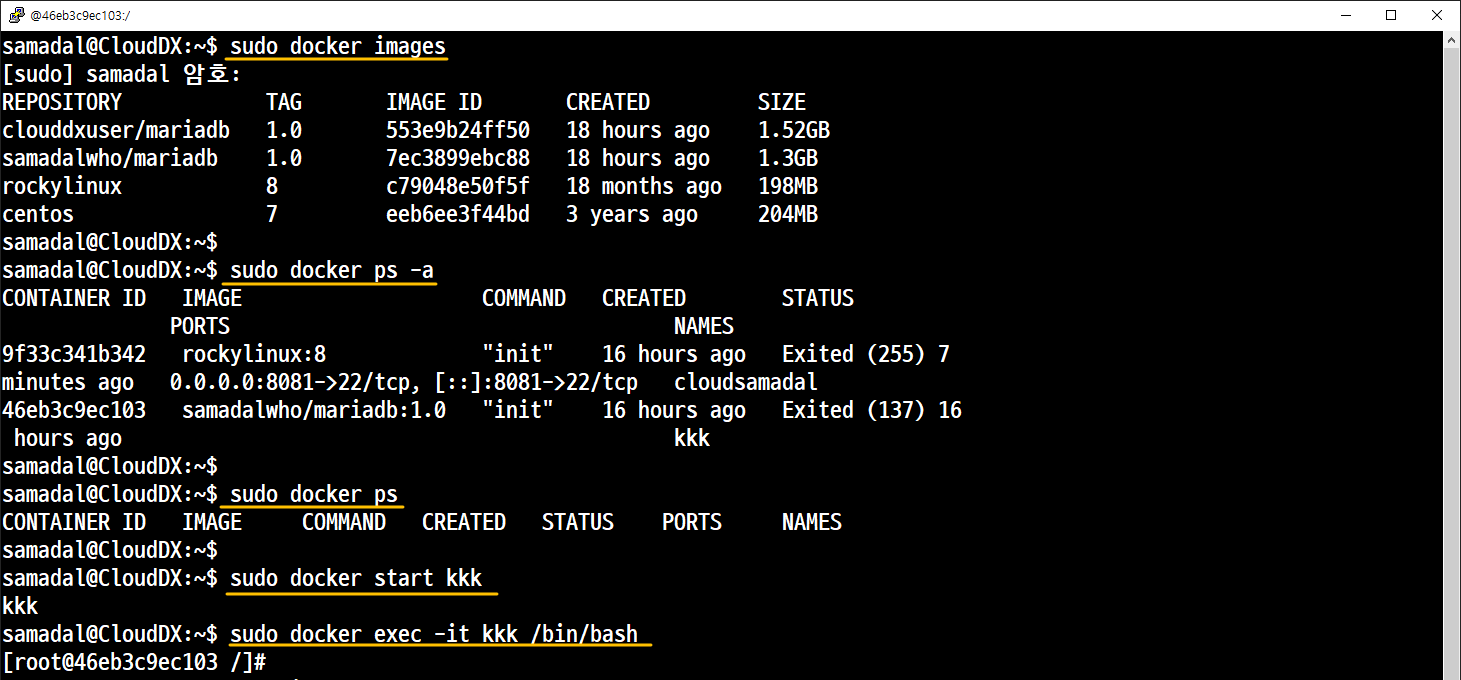 @46eb3c9ec103:/
samadal@CloudDX:~$ sudo docker images
[sudo] samadal 암호:
REPOSITORY            TAG       IMAGE ID       CREATED         SIZE
clouddxuser/mariadb   1.0       553e9b24ff50   18 hours ago    1.52GB
samadalwho/mariadb    1.0       7ec3899ebc88   18 hours ago    1.3GB
rockylinux            8         c79048e50f5f   18 months ago   198MB
centos                7         eeb6ee3f44bd   3 years ago     204MB
samadal@CloudDX:~$
samadal@CloudDX:~$ sudo docker ps -a
CONTAINER ID   IMAGE                    COMMAND   CREATED        STATUS
              PORTS                                     NAMES
9f33c341b342   rockylinux:8             "init"    16 hours ago   Exited (255) 7
minutes ago   0.0.0.0:8081->22/tcp, [::]:8081->22/tcp   cloudsamadal
46eb3c9ec103   samadalwho/mariadb:1.0   "init"    16 hours ago   Exited (137) 16
 hours ago                                              kkk
samadal@CloudDX:~$
samadal@CloudDX:~$ sudo docker ps
CONTAINER ID   IMAGE     COMMAND   CREATED   STATUS    PORTS     NAMES
samadal@CloudDX:~$
samadal@CloudDX:~$ sudo docker start kkk
kkk
samadal@CloudDX:~$ sudo docker exec -it kkk /bin/bash
[root@46eb3c9ec103 /]#